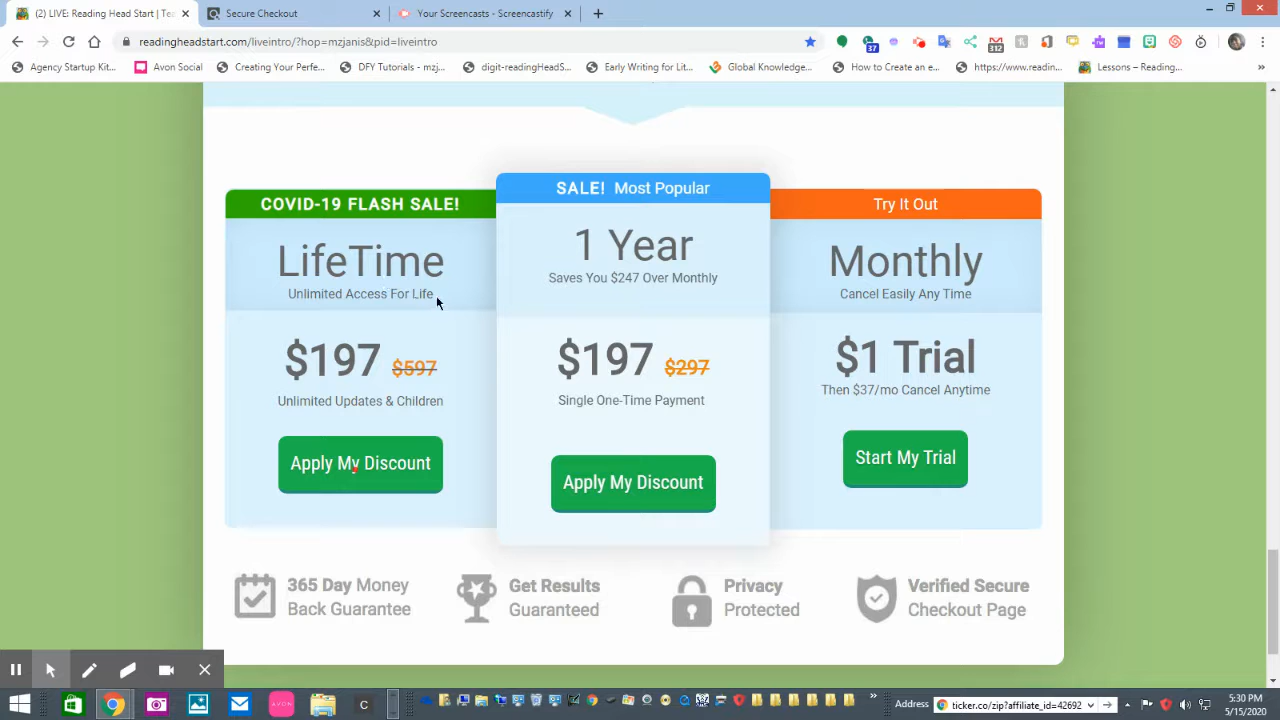 (2) LIVE: Reading Head Start | Tea
Secure Checkout
Your Screencasts - Screencastify
readingheadstart.com/liveintro/?hop=mzjanis&pid=liveintro
37
312
Agency Startup Kit...
Avon Social
Creating Your Perfe...
DFY Tutorials - mzj...
digit-readingHeadS...
Early Writing for Lit...
Global Knowledge...
How to Create an e...
https://www.readin...
Lessons – Reading...
»
COVID-19 FLASH SALE!
LifeTime
Unlimited Access For Life
$197 $597
Unlimited Updates & Children
Apply My Discount
SALE! Most Popular
1 Year
Saves You $247 Over Monthly
$197 $297
Single One-Time Payment
Apply My Discount
Try It Out
Monthly
Cancel Easily Any Time
$1 Trial
Then $37/mo Cancel Anytime
Start My Trial
365 Day Money
Back Guarantee
Get Results
Guaranteed
Privacy
Protected
Verified Secure
Checkout Page
AVON
C
»
Address
ticker.co/zip?affiliate_id=42692
5:30 PM
5/15/2020